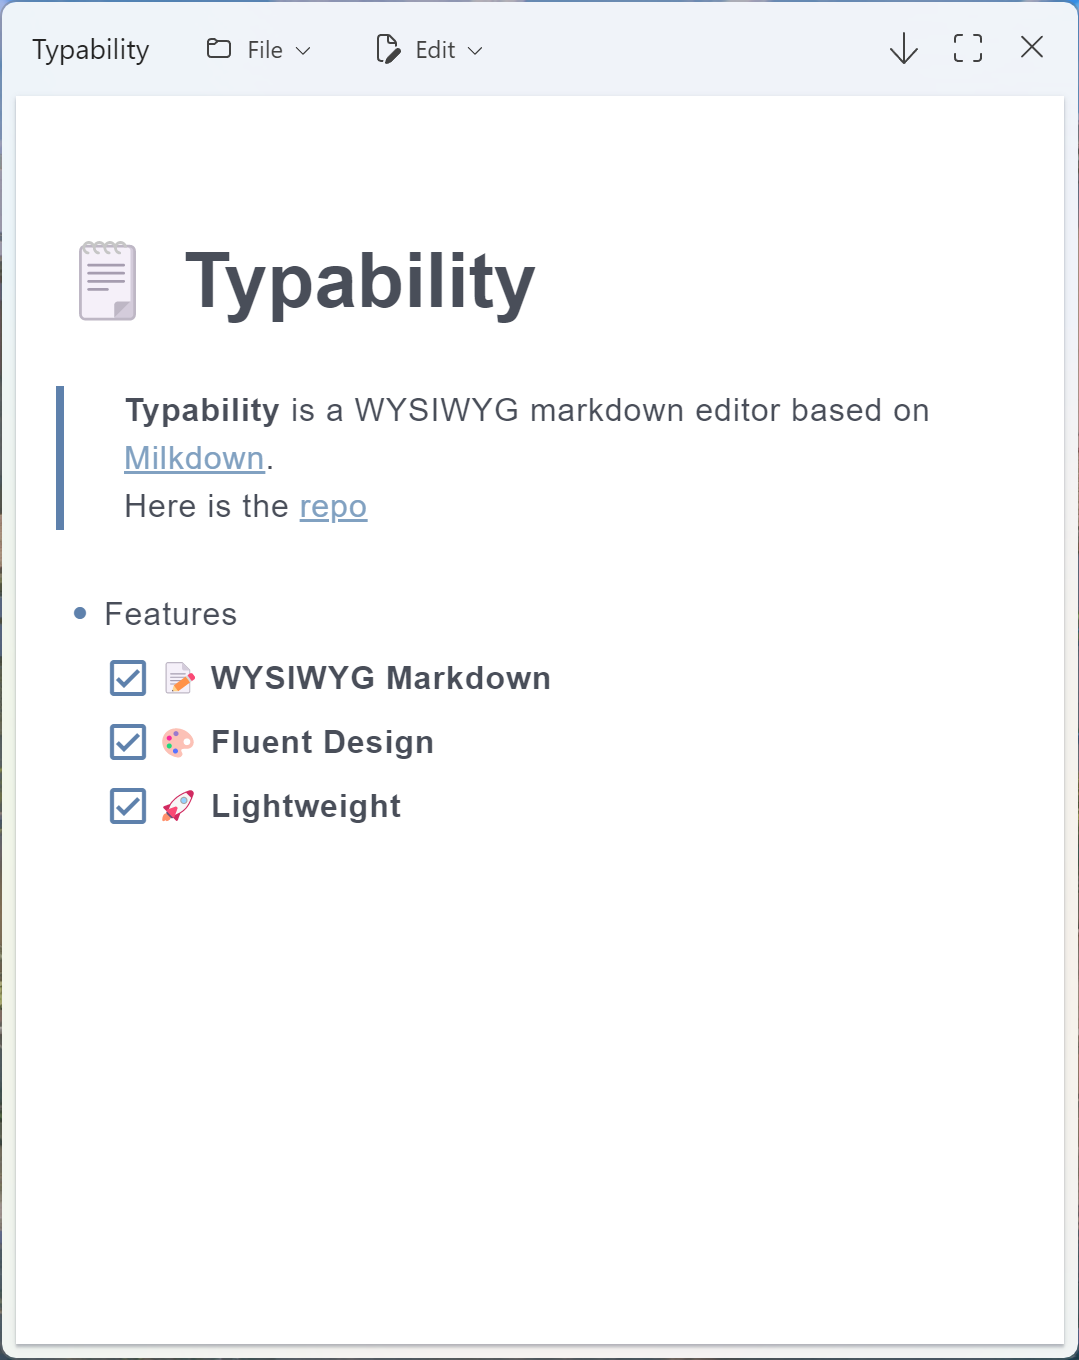 Typability File Edit
Typability
Typability is a WYSIWYG markdown editor based on
Milkdown.
Here is the repo
Features
WYSIWYG Markdown
Fluent Design
Lightweight